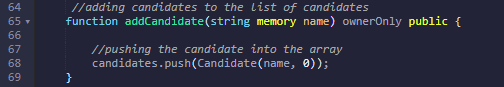 64 //adding candidates to the list of candidates
65 function addCandidate(string memory name) ownerOnly public {
66
67 //pushing the candidate into the array
68 candidates.push(Candidate(name, 0));
69 }